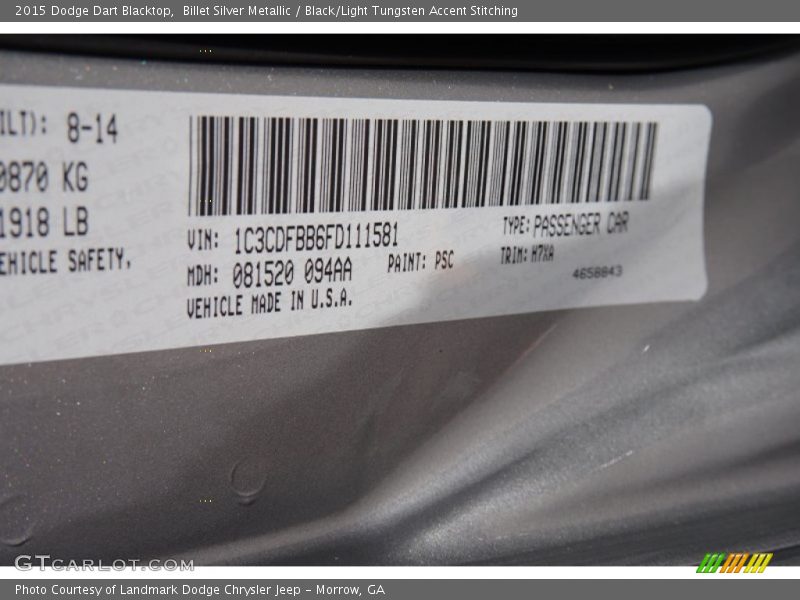 2015 Dodge Dart Blacktop, Billet Silver Metallic / Black/Light Tungsten Accent Stitching
ILT): 8-14
0870 KG
1918 LB
EHICLE SAFETY,
VIN: 1C3CDFBB6FD111581
TYPE: PASSENGER CAR
MDH: 081520 094AA
PAINT: PSC
TRIM: H7XA
4658843
VEHICLE MADE IN U.S.A.
GTcarlot.com
Photo Courtesy of Landmark Dodge Chrysler Jeep - Morrow, GA